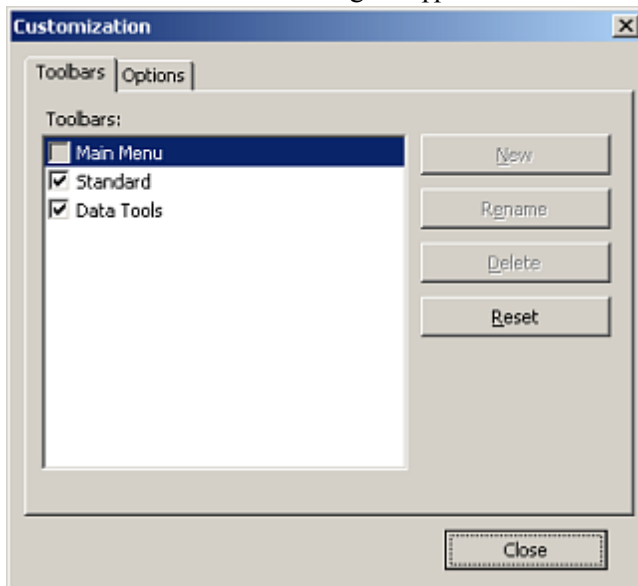 Customization
Toolbars Options
Toolbars:
Main Menu
New
Standard
Rename
Data Tools
Delete
Reset
Close